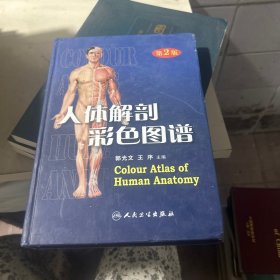 第2版
人体解剖
彩色图谱
郭光文 王序 主编
Colour Atlas of
Human Anatomy
人民卫生出版社